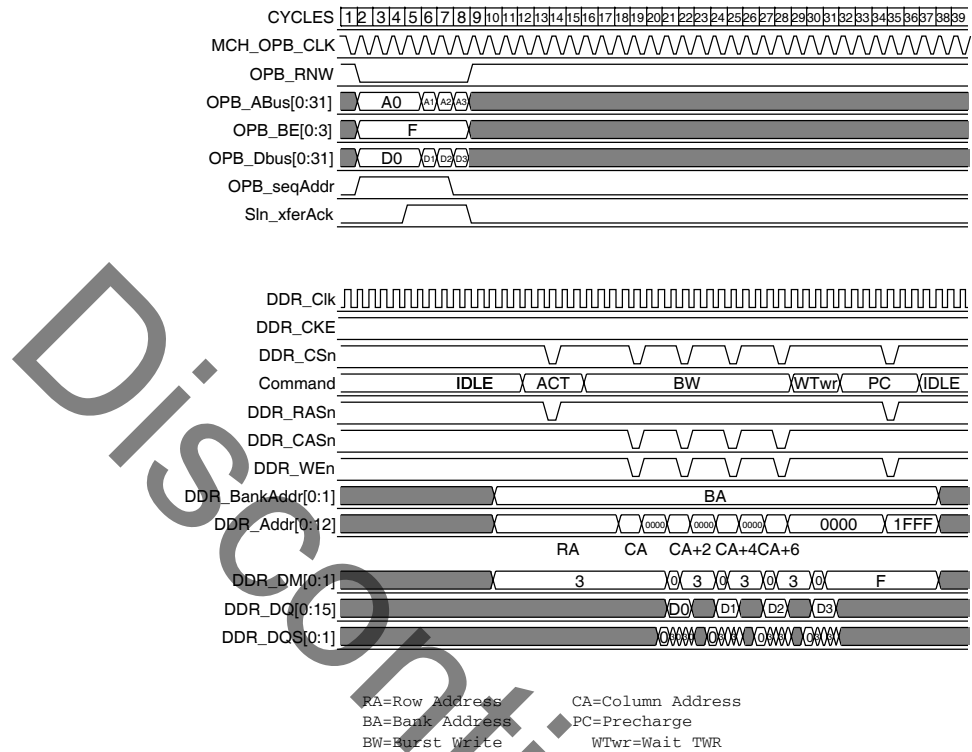 CYCLES 1 2 3 4 5 6 7 8 9 10 11 12 13 14 15 16 17 18 19 20 21 22 23 24 25 26 27 28 29 30 31 32 33 34 35 36 37 38 39
MCH_OPB_CLK
OPB_RNW
OPB_ABus[0:31] A0 A1 A2 A3
OPB_BE[0:3] F
OPB_Dbus[0:31] D0 D1 D2 D3
OPB_seqAddr
Sln_xferAck
DDR_Clk
DDR_CKE
DDR_CSn
Command IDLE ACT BW WTwr PC IDLE
DDR_RASn
DDR_CASn
DDR_WEn
DDR_BankAddr[0:1] BA
DDR_Addr[0:12] 0000 0000 0000 0000 1FFF
RA CA CA+2 CA+4 CA+6
DDR_DM[0:1] 3 0 3 0 3 0 3 0 F
DDR_DQ[0:15] D0 D1 D2 D3
DDR_DQS[0:1] 0 0 0 0
RA=Row Address CA=Column Address
BA=Bank Address PC=Precharge
BW=Burst Write WTwr=Wait TWR
Disconti